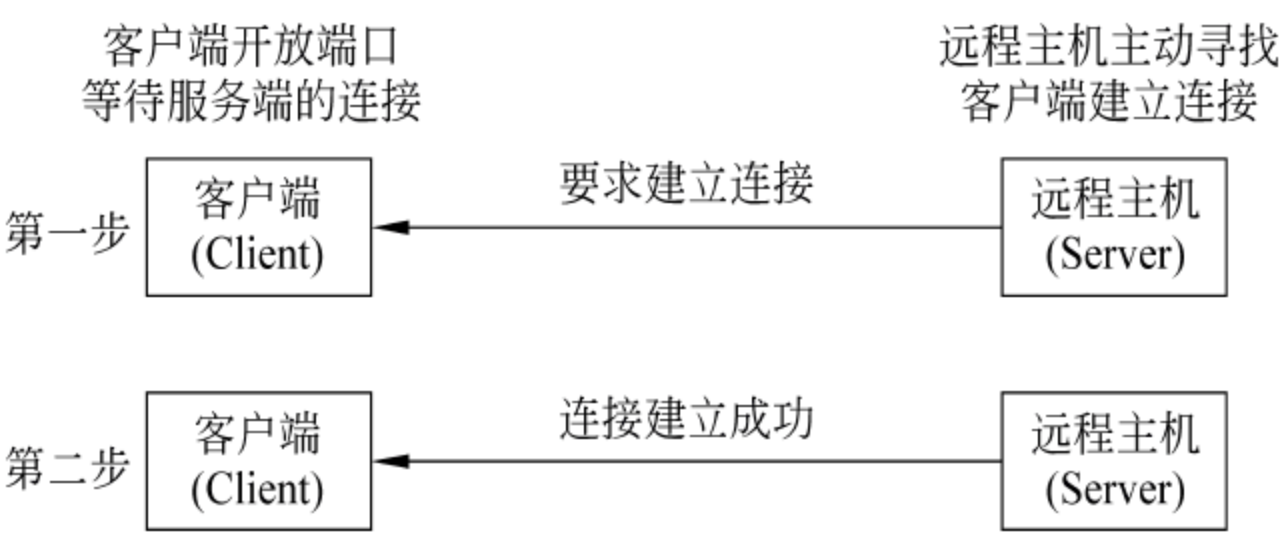 客户端开放端口
等待服务端的连接
远程主机主动寻找
客户端建立连接
第一步
客户端
(Client)
要求建立连接
远程主机
(Server)
第二步
客户端
(Client)
连接建立成功
远程主机
(Server)